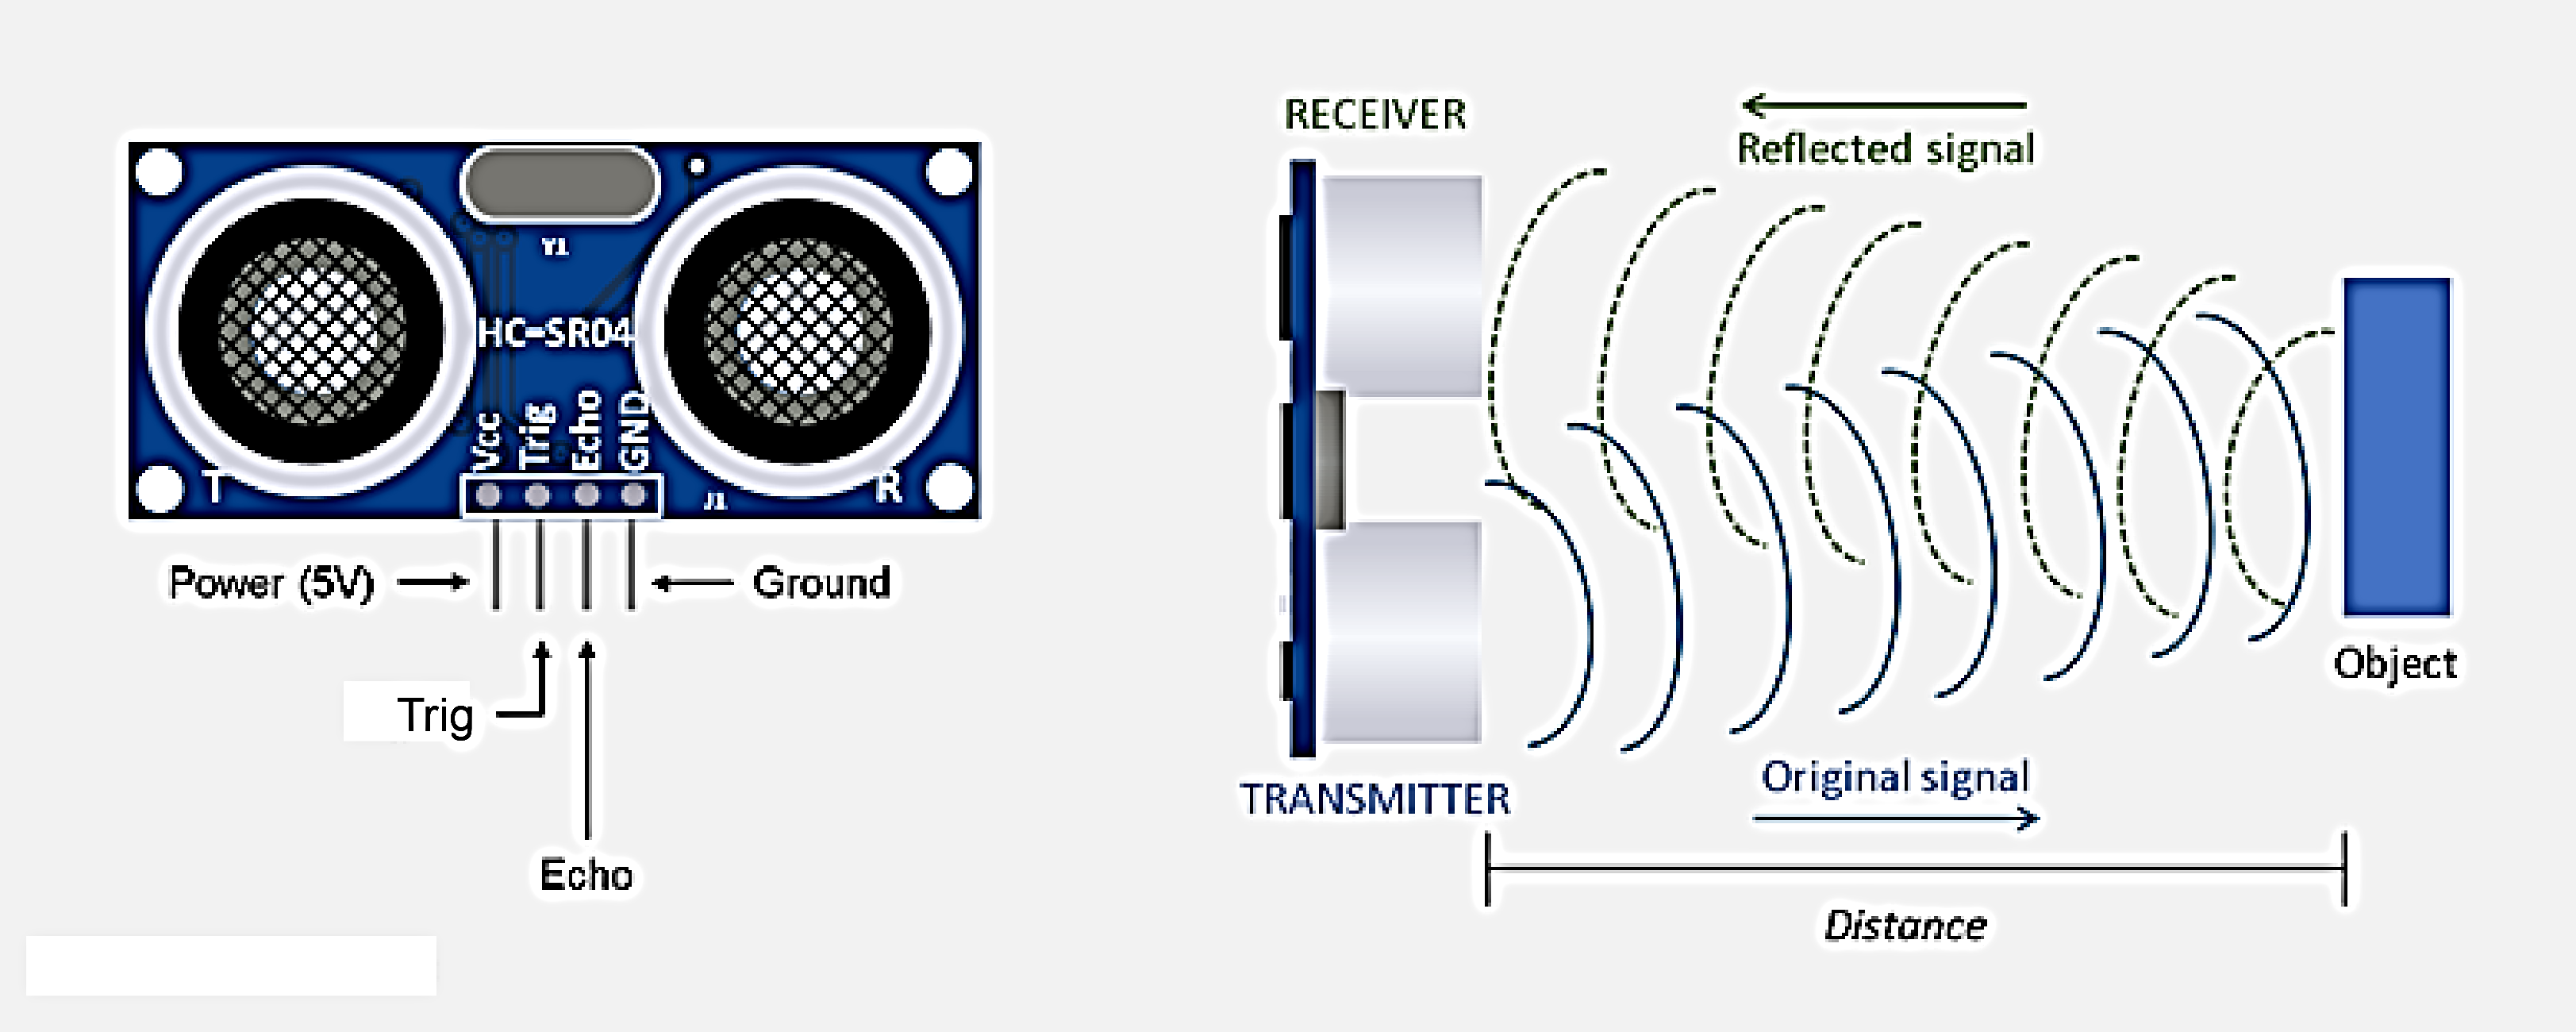 Y1
HC-SR04
Vcc
Trig
Echo
GND
T
J1
R
Power (5V)
Ground
Trig
Echo
RECEIVER
Reflected signal
Object
Original signal
TRANSMITTER
Distance